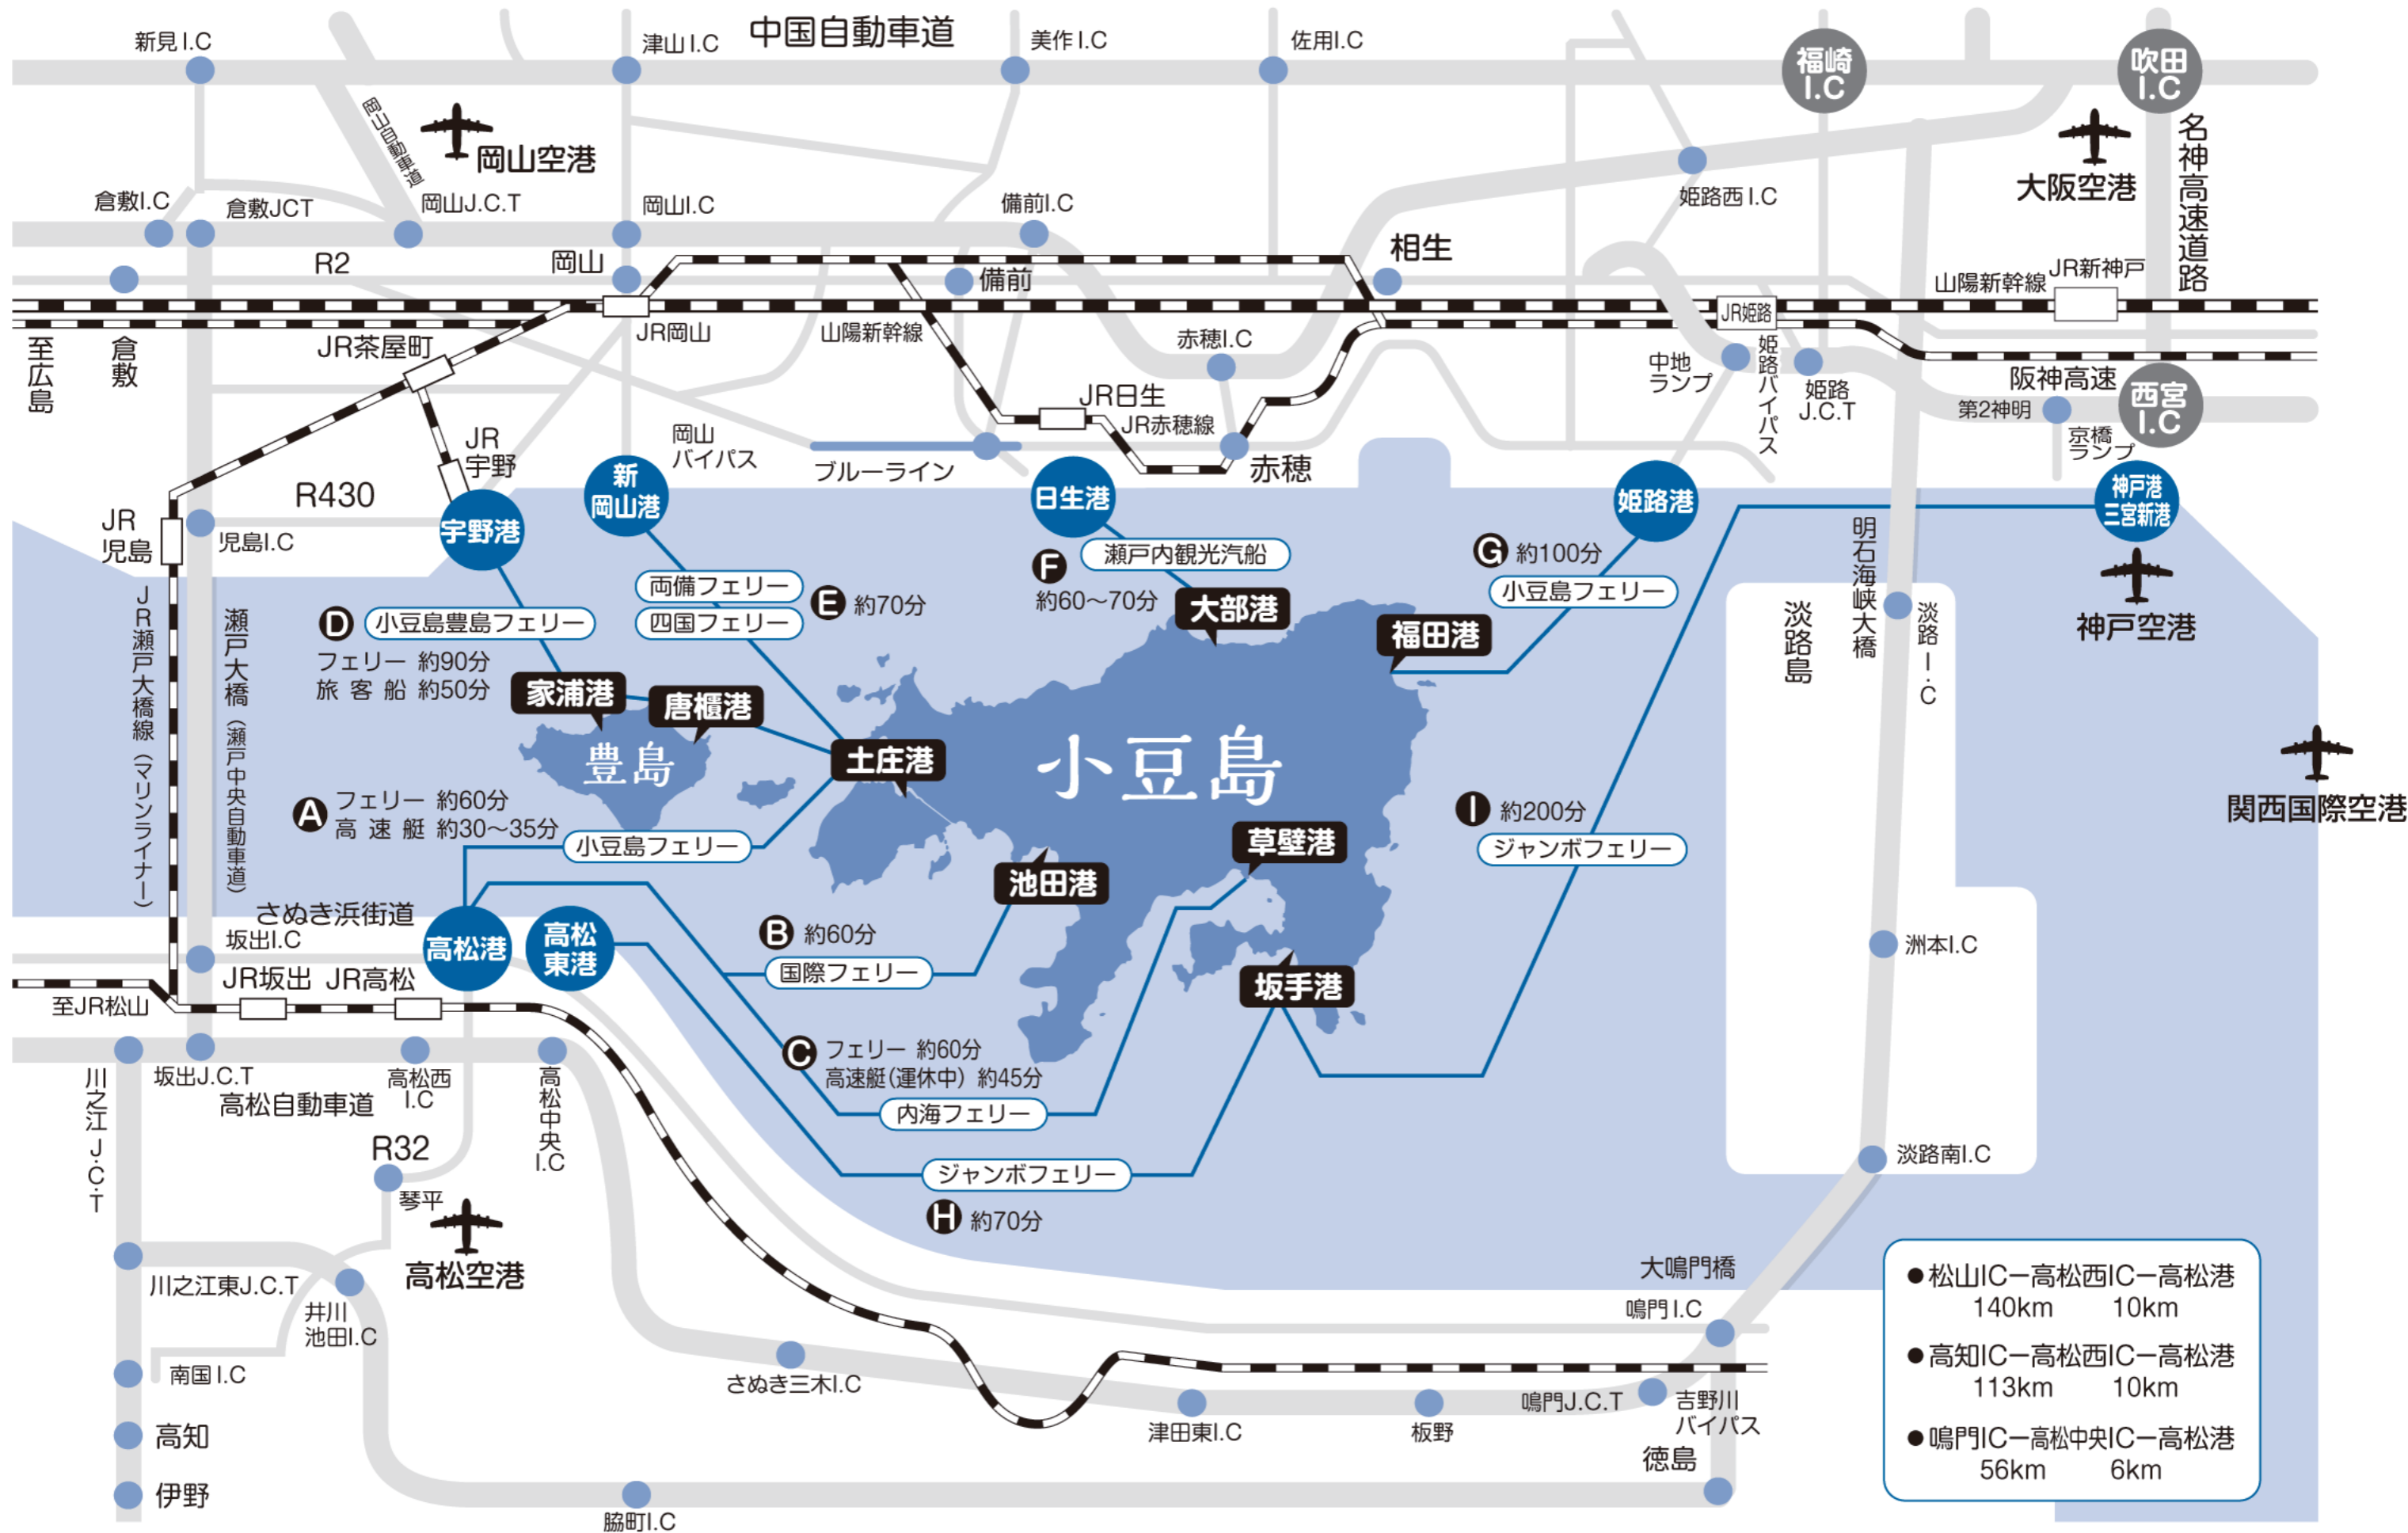 中国自動車道
新見 I.C
津山 I.C
美作 I.C
佐用I.C
福崎
I.C
吹田
I.C
岡山自動車道
岡山空港
名神高速道路
大阪空港
姫路西 I.C
倉敷I.C
倉敷JCT
岡山J.C.T
岡山I.C
備前I.C
R2
岡山
備前
相生
山陽新幹線
JR新神戸
至広島
倉敷
JR茶屋町
JR岡山
山陽新幹線
赤穂I.C
JR姫路
中地
ランプ
姫路バイパス
姫路
J.C.T
阪神高速
西宮
I.C
第2神明
京橋
ランプ
JR日生
JR赤穂線
JR
宇野
岡山
バイパス
ブルーライン
赤穂
R430
JR
児島
児島I.C
宇野港
新
岡山港
日生港
姫路港
神戸港
三宮新港
瀬戸内観光汽船
F
約60〜70分
G 約100分
小豆島フェリー
両備フェリー
四国フェリー
E 約70分
D 小豆島豊島フェリー
フェリー 約90分
旅客船 約50分
JR瀬戸大橋線(マリンライナー)
瀬戸大橋(瀬戸中央自動車道)
大部港
福田港
家浦港
唐櫃港
土庄港
豊島
小豆島
明石海峡大橋
淡路島
淡路I.C
神戸空港
関西国際空港
A フェリー 約60分
高速艇 約30〜35分
小豆島フェリー
I 約200分
ジャンボフェリー
草壁港
池田港
坂手港
さぬき浜街道
坂出I.C
高松港
高松
東港
B 約60分
国際フェリー
洲本I.C
JR坂出
JR高松
至JR松山
C フェリー 約60分
高速艇(運休中) 約45分
内海フェリー
川之江J.C.T
坂出J.C.T
高松自動車道
高松西
I.C
高松中央I.C
R32
琴平
ジャンボフェリー
H 約70分
淡路南I.C
高松空港
川之江東J.C.T
井川
池田I.C
南国 I.C
高知
伊野
脇町I.C
さぬき三木I.C
津田東I.C
板野
鳴門J.C.T
吉野川
バイパス
徳島
大鳴門橋
鳴門 I.C
●松山IC−高松西IC−高松港
140km 10km
●高知IC−高松西IC−高松港
113km 10km
●鳴門IC−高松中央IC−高松港
56km 6km